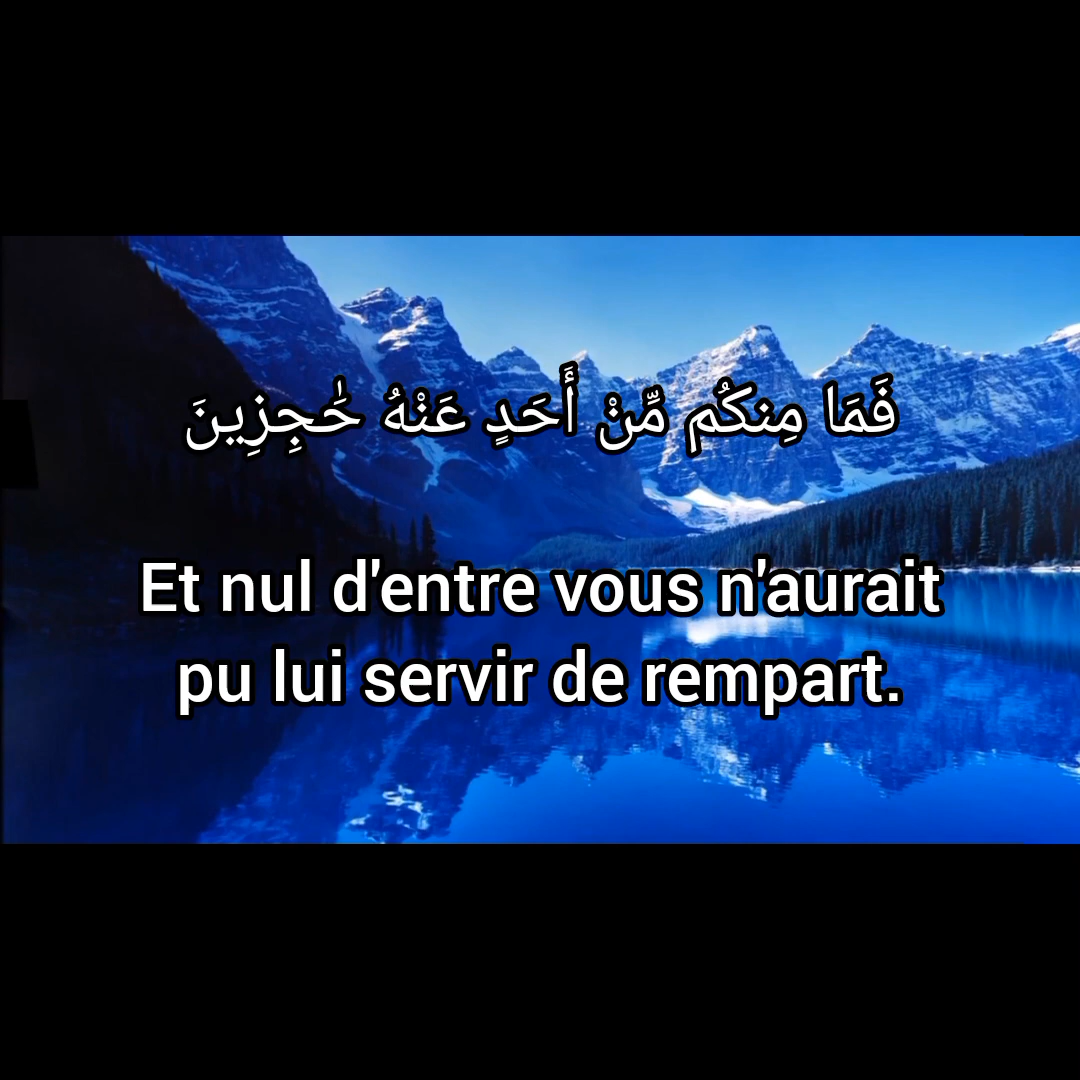 فَمَا مِنكُم مِّنْ أَحَدٍ عَنْهُ حَٰجِزِينَ
Et nul d'entre vous n'aurait
pu lui servir de rempart.